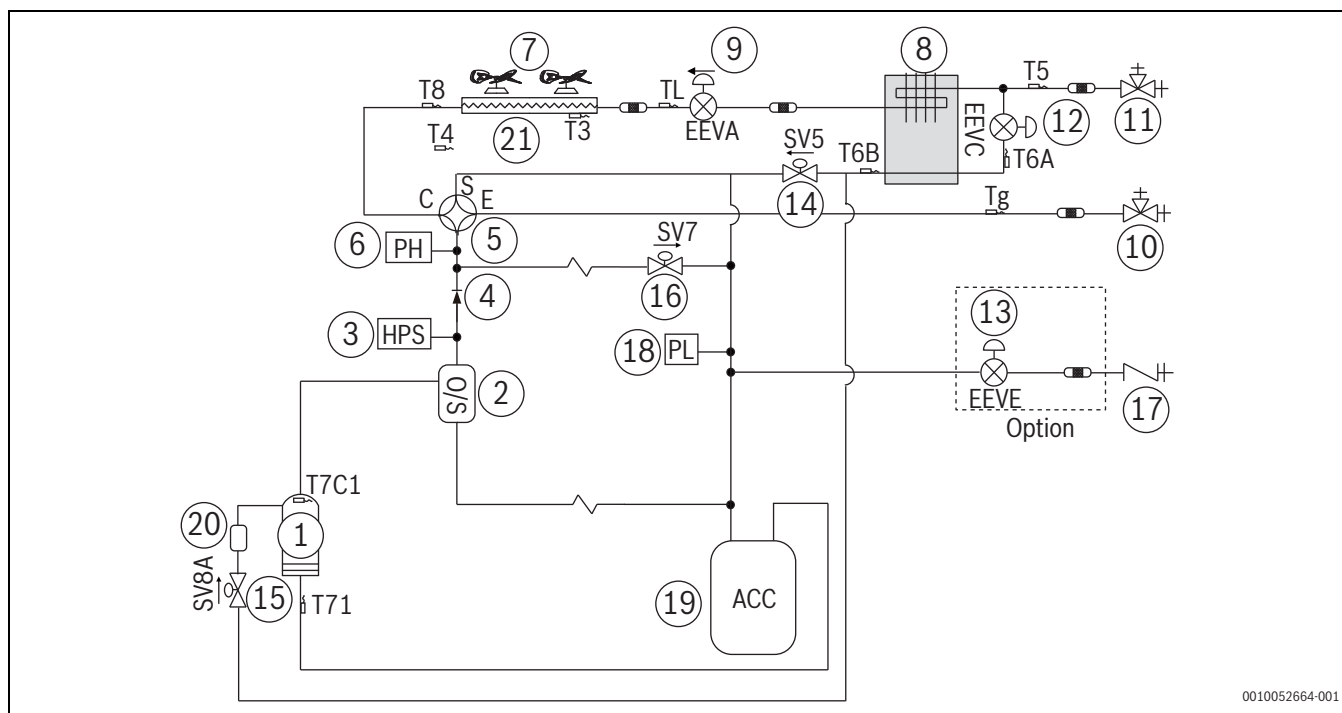 7
9
8
T8
TL
T5
T4
21
T3
EEVA
EEVC
12
11
SV5
T6B
T6A
S
C
E
14
Tg
6
PH
5
SV7
10
4
16
13
3
HPS
18
PL
O/S
2
EEVE
17
Option
T7C1
20
1
SV8A
15
T71
19
ACC
0010052664-001